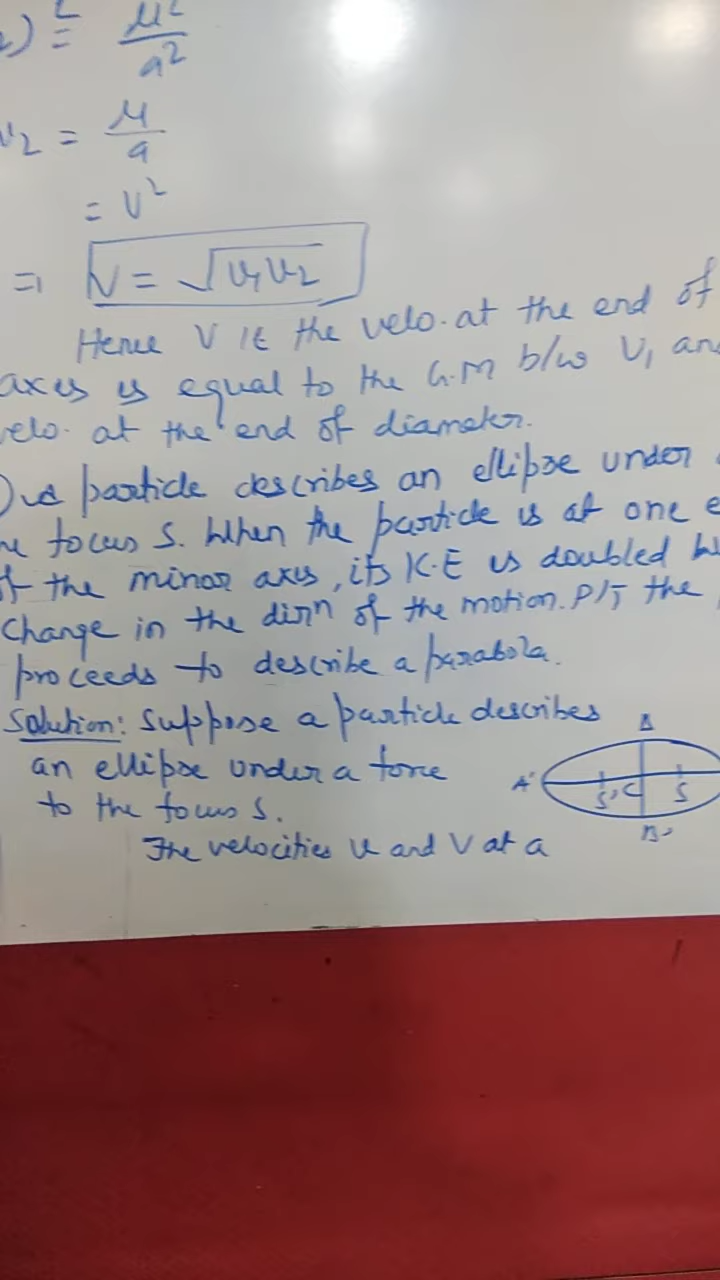 )² = μ²/a²
v₂ = μ/a
= v²
⇒ V = √v₁v₂
Hence V the velo. at the end of
axes is equal to the G.M b/w V₁ and
velo. at the end of diameter.
particle describes an ellipse under
focus S. When the particle is at one
of the minor axis, its K.E is doubled
change in the dirⁿ of the motion. P/T the
proceeds to describe a parabola.
Solution: Suppose a particle describes
an ellipse under a force
to the focus S.
The velocities u and V at a
B
A' S' C S
B'